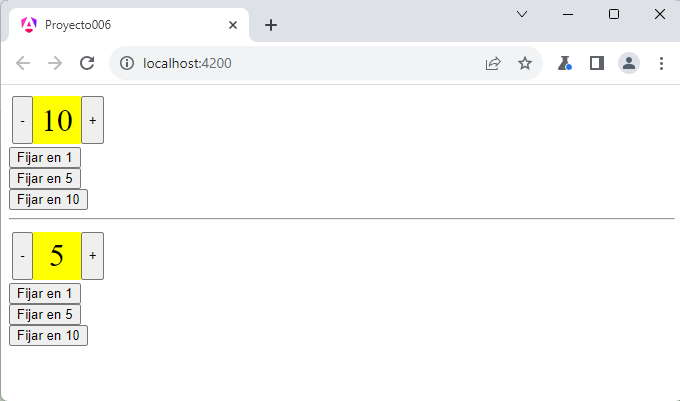 Proyecto006
localhost:4200
- 10 +
Fijar en 1
Fijar en 5
Fijar en 10
- 5 +
Fijar en 1
Fijar en 5
Fijar en 10